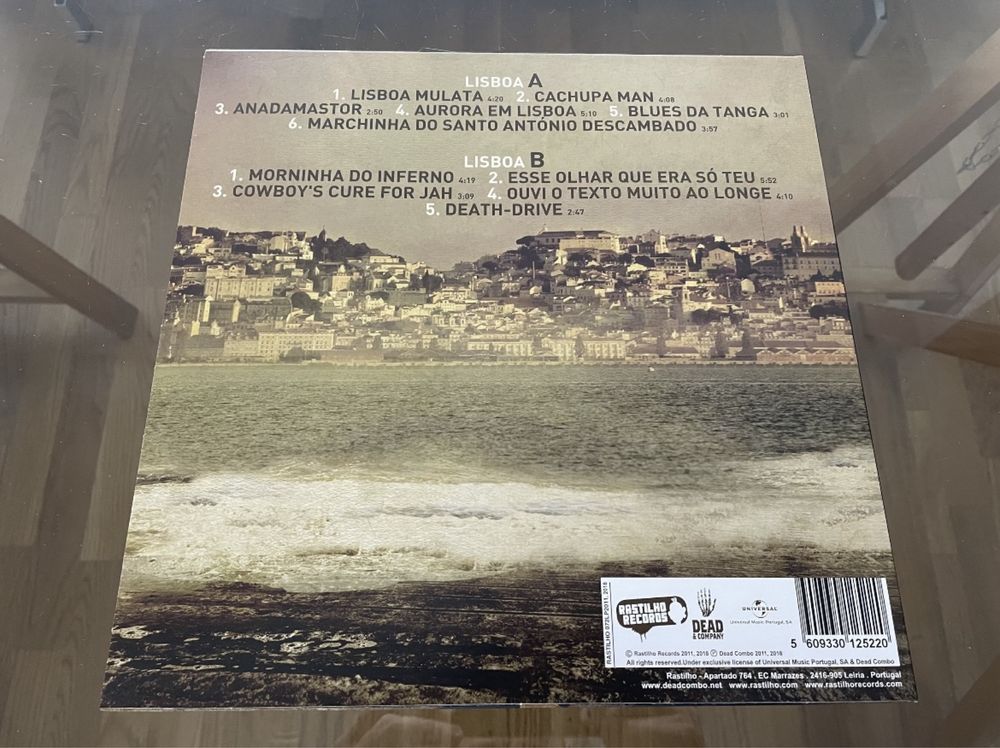 LISBOA A
1. LISBOA MULATA 4:20 2. CACHUPA MAN 4:08
3. ANADAMASTOR 2:50 4. AURORA EM LISBOA 5:10 5. BLUES DA TANGA 3:01
6. MARCHINHA DO SANTO ANTÓNIO DESCAMBADO 3:57
LISBOA B
1. MORNINHA DO INFERNO 4:19 2. ESSE OLHAR QUE ERA SÓ TEU 5:52
3. COWBOY'S CURE FOR JAH 3:09 4. OUVI O TEXTO MUITO AO LONGE 4:10
5. DEATH-DRIVE 2:47
RASTILHO 072LP2011, 2018
RASTILHO
RECORDS
DEAD
& COMPANY
UNIVERSAL
Universal Music Portugal, SA
5 609330 125220
© Rastilho Records 2011, 2018 ℗ Dead Combo 2011, 2018
All rights reserved.Under exclusive license of Universal Music Portugal, SA & Dead Combo
Rastilho - Apartado 764 . EC Marrazes . 2416-905 Leiria . Portugal
www.deadcombo.net www.rastilho.com www.rastilhorecords.com